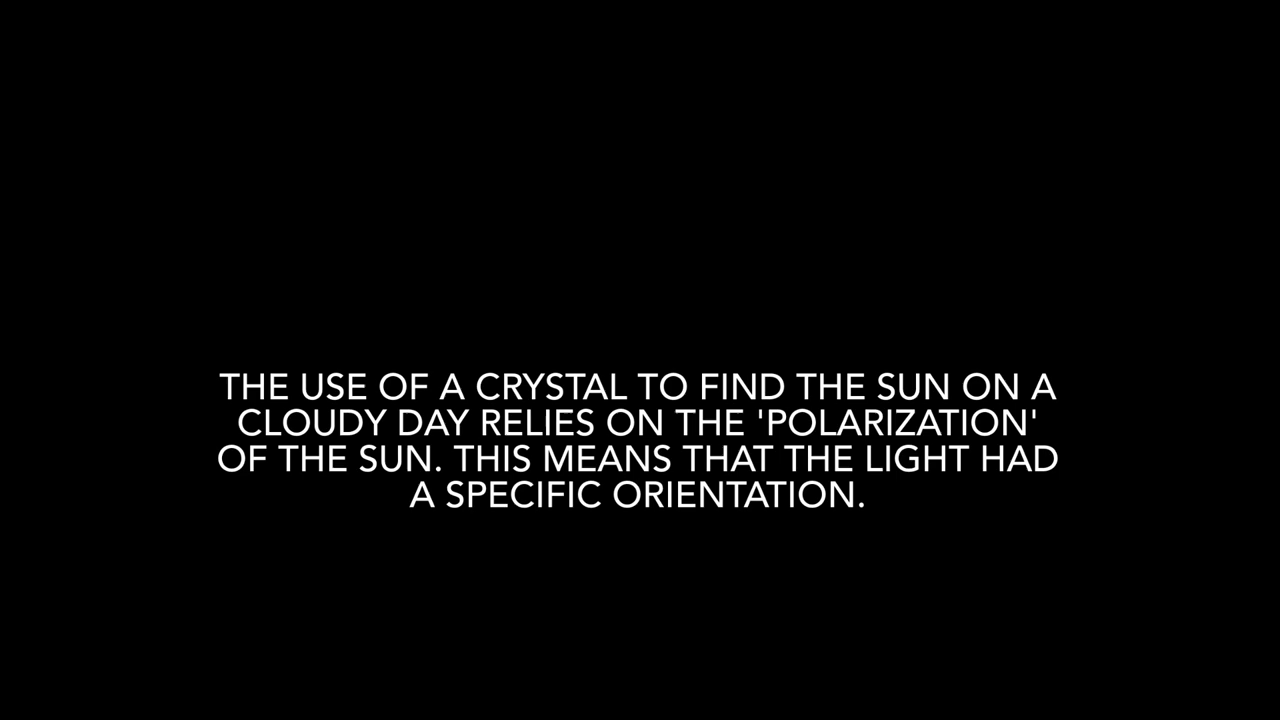 THE USE OF A CRYSTAL TO FIND THE SUN ON A
CLOUDY DAY RELIES ON THE 'POLARIZATION'
OF THE SUN. THIS MEANS THAT THE LIGHT HAD
A SPECIFIC ORIENTATION.